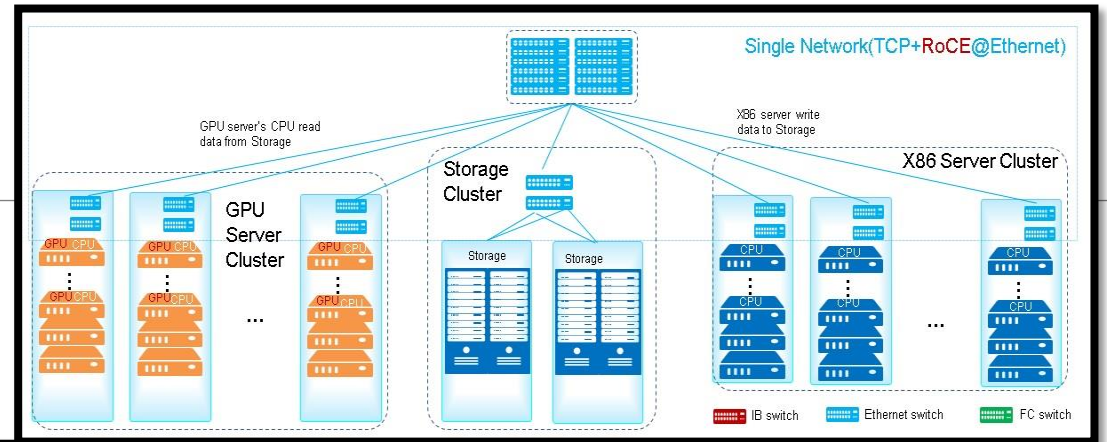 Single Network(TCP+RoCE@Ethernet)
GPU server's CPU read
data from Storage
X86 server write
data to Storage
Storage
Cluster
X86 Server Cluster
GPU
Server
Cluster
GPU CPU
GPU CPU
GPU CPU
GPU CPU
GPU CPU
GPU CPU
...
Storage
Storage
CPU
CPU
CPU
CPU
CPU
CPU
...
IB switch
Ethernet switch
FC switch